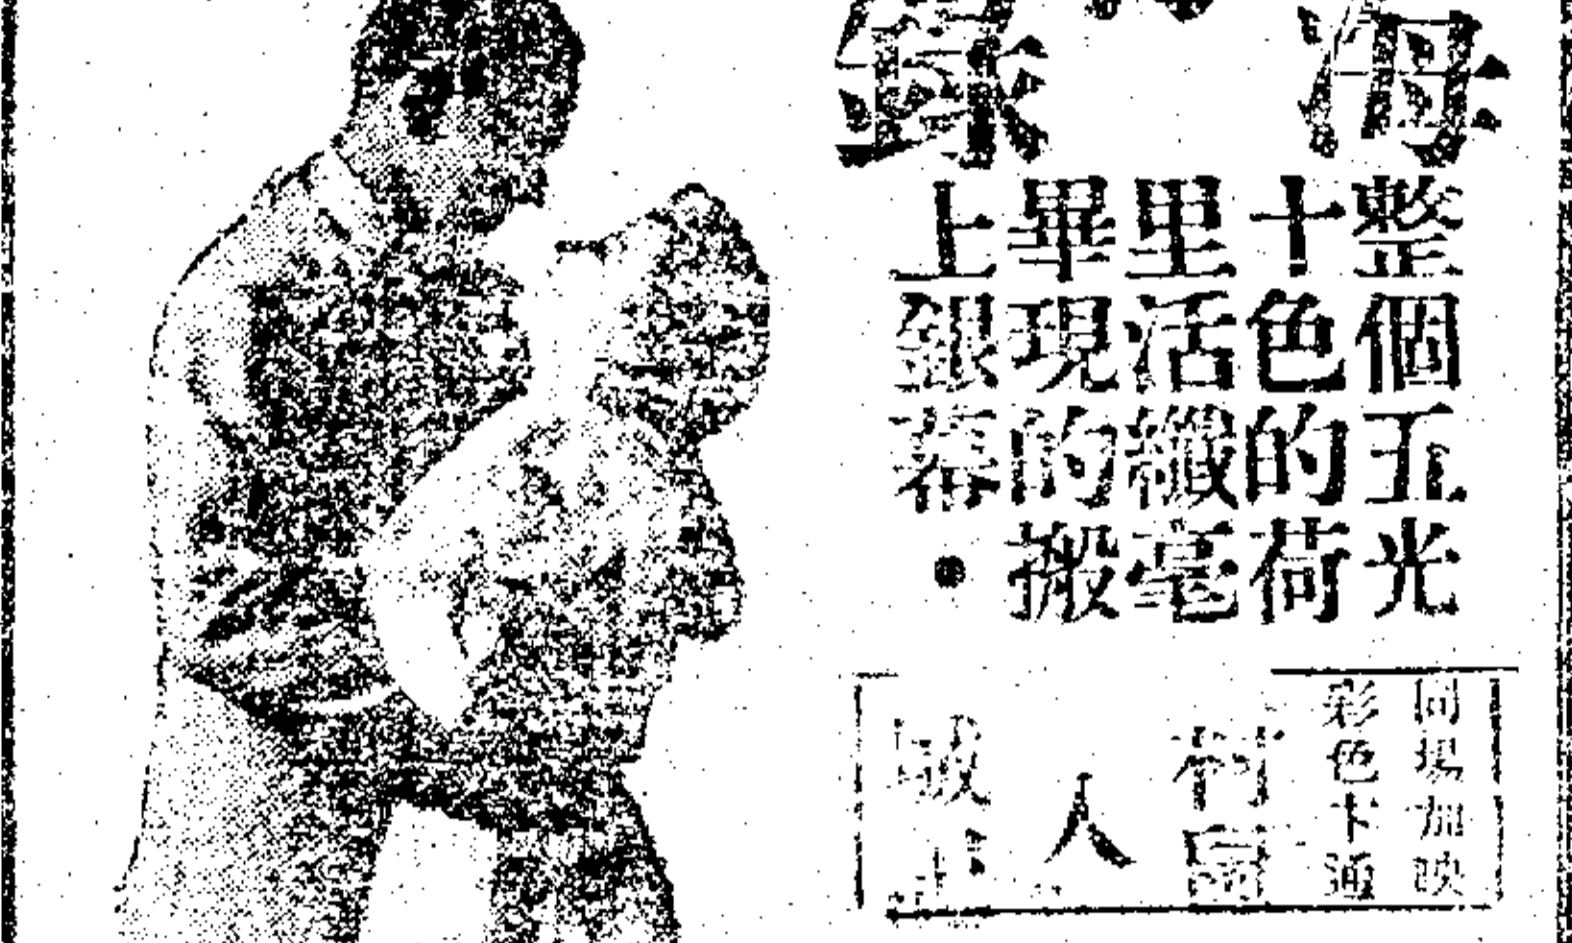 海
錄
整個五光
十色的荷
里活纖毫
畢現的搬
上銀幕●
同場加映
彩色卡通
人